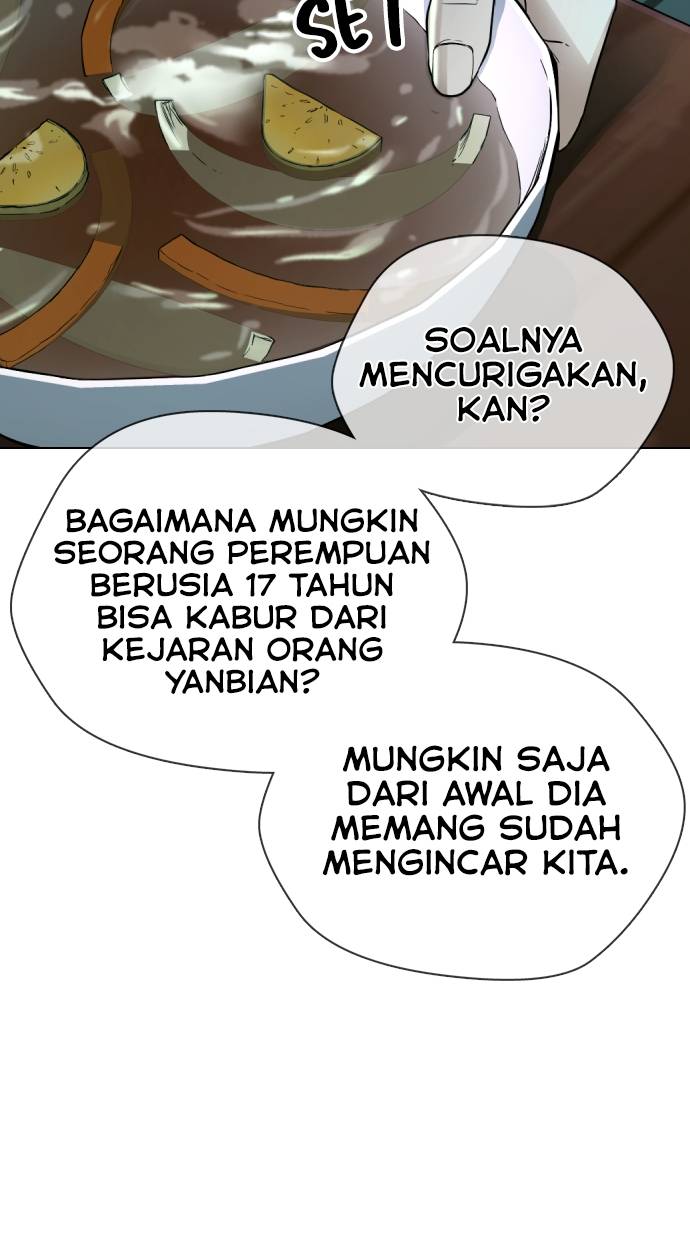 SET
SOALNYA
MENCURIGAKAN,
KAN?
BAGAIMANA MUNGKIN
SEORANG PEREMPUAN
BERUSIA 17 TAHUN
BISA KABUR DARI
KEJARAN ORANG
YANBIAN?
MUNGKIN SAJA
DARI AWAL DIA
MEMANG SUDAH
MENGINCAR KITA.